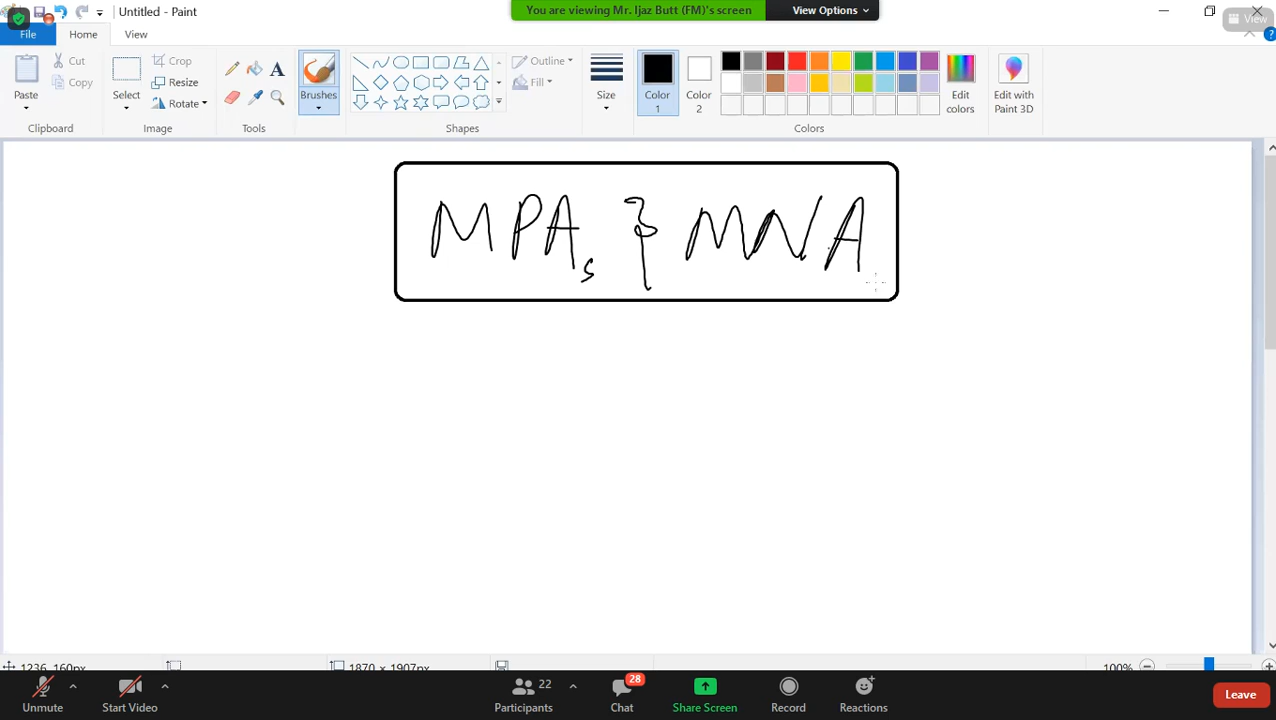 Untitled - Paint
You are viewing Mr. Ijaz Butt (FM)'s screen
View Options
View
File
Home
View
Paste
Cut
Copy
Clipboard
Select
Crop
Resize
Rotate
Image
A
Tools
Brushes
Shapes
Outline
Fill
Size
Color 1
Color 2
Edit colors
Colors
Edit with Paint 3D
MPAs & MNA
1236, 160px
1870 × 1907px
100%
Unmute
Start Video
22
Participants
28
Chat
Share Screen
Record
Reactions
Leave